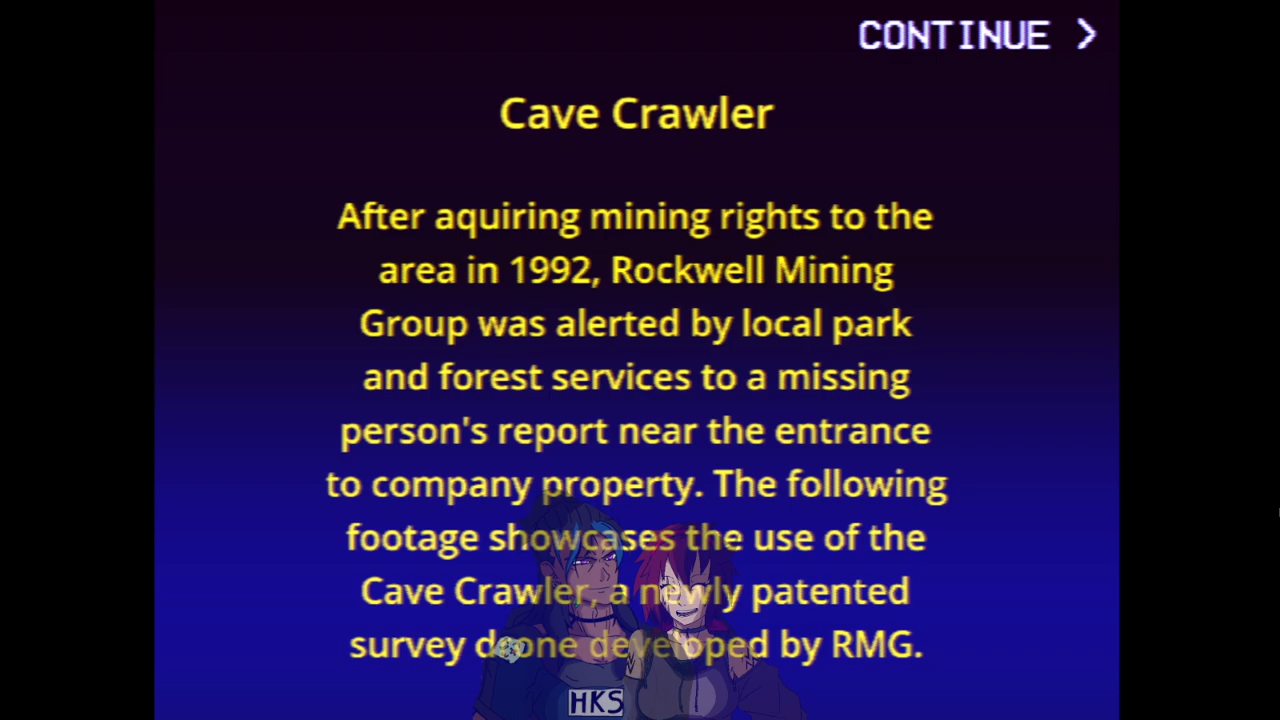 CONTINUE >
Cave Crawler
After aquiring mining rights to the
area in 1992, Rockwell Mining
Group was alerted by local park
and forest services to a missing
person's report near the entrance
to company property. The following
footage showcases the use of the
Cave Crawler, a newly patented
survey drone developed by RMG.
HKS